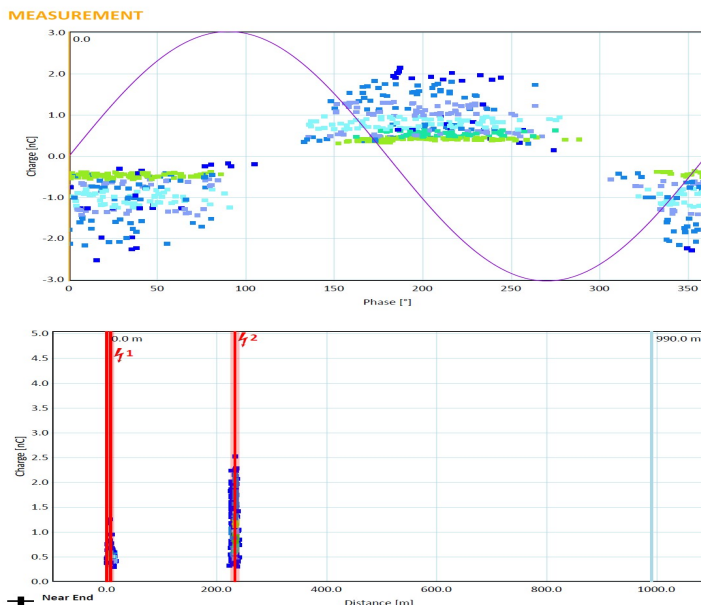 MEASUREMENT
3.0
0.0
2.0
1.0
0.0
-1.0
-2.0
-3.0
Charge [nC]
0 50 100 150 200 250 300 350
Phase [°]
5.0
4.5
4.0
3.5
3.0
2.5
2.0
1.5
1.0
0.5
0.0
Charge [nC]
0.0 m
1
2
990.0 m
0.0 200.0 400.0 600.0 800.0 1000.0
Near End
Distance [m]